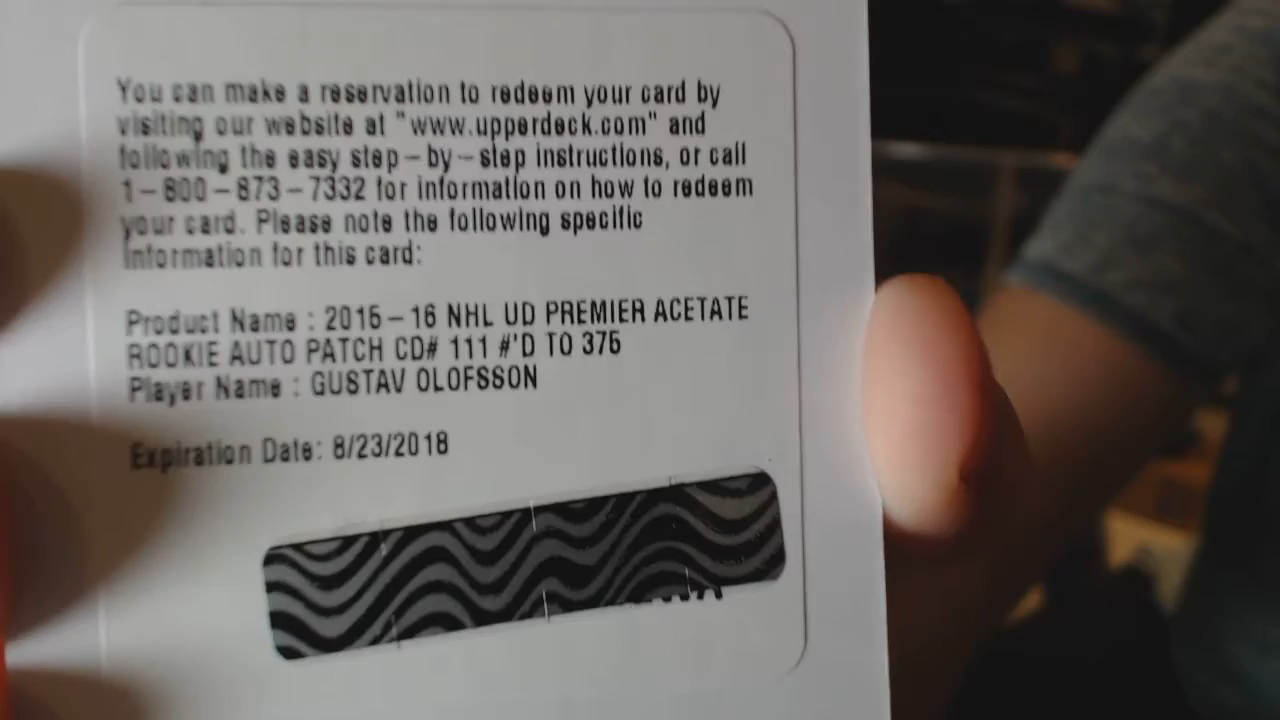 You can make a reservation to redeem your card by
visiting our website at "www.upperdeck.com" and
following the easy step-by-step instructions, or call
1-800-873-7332 for information on how to redeem
your card. Please note the following specific
information for this card:
Product Name : 2015-16 NHL UD PREMIER ACETATE
ROOKIE AUTO PATCH CD# 111 #'D TO 375
Player Name : GUSTAV OLOFSSON
Expiration Date: 8/23/2018